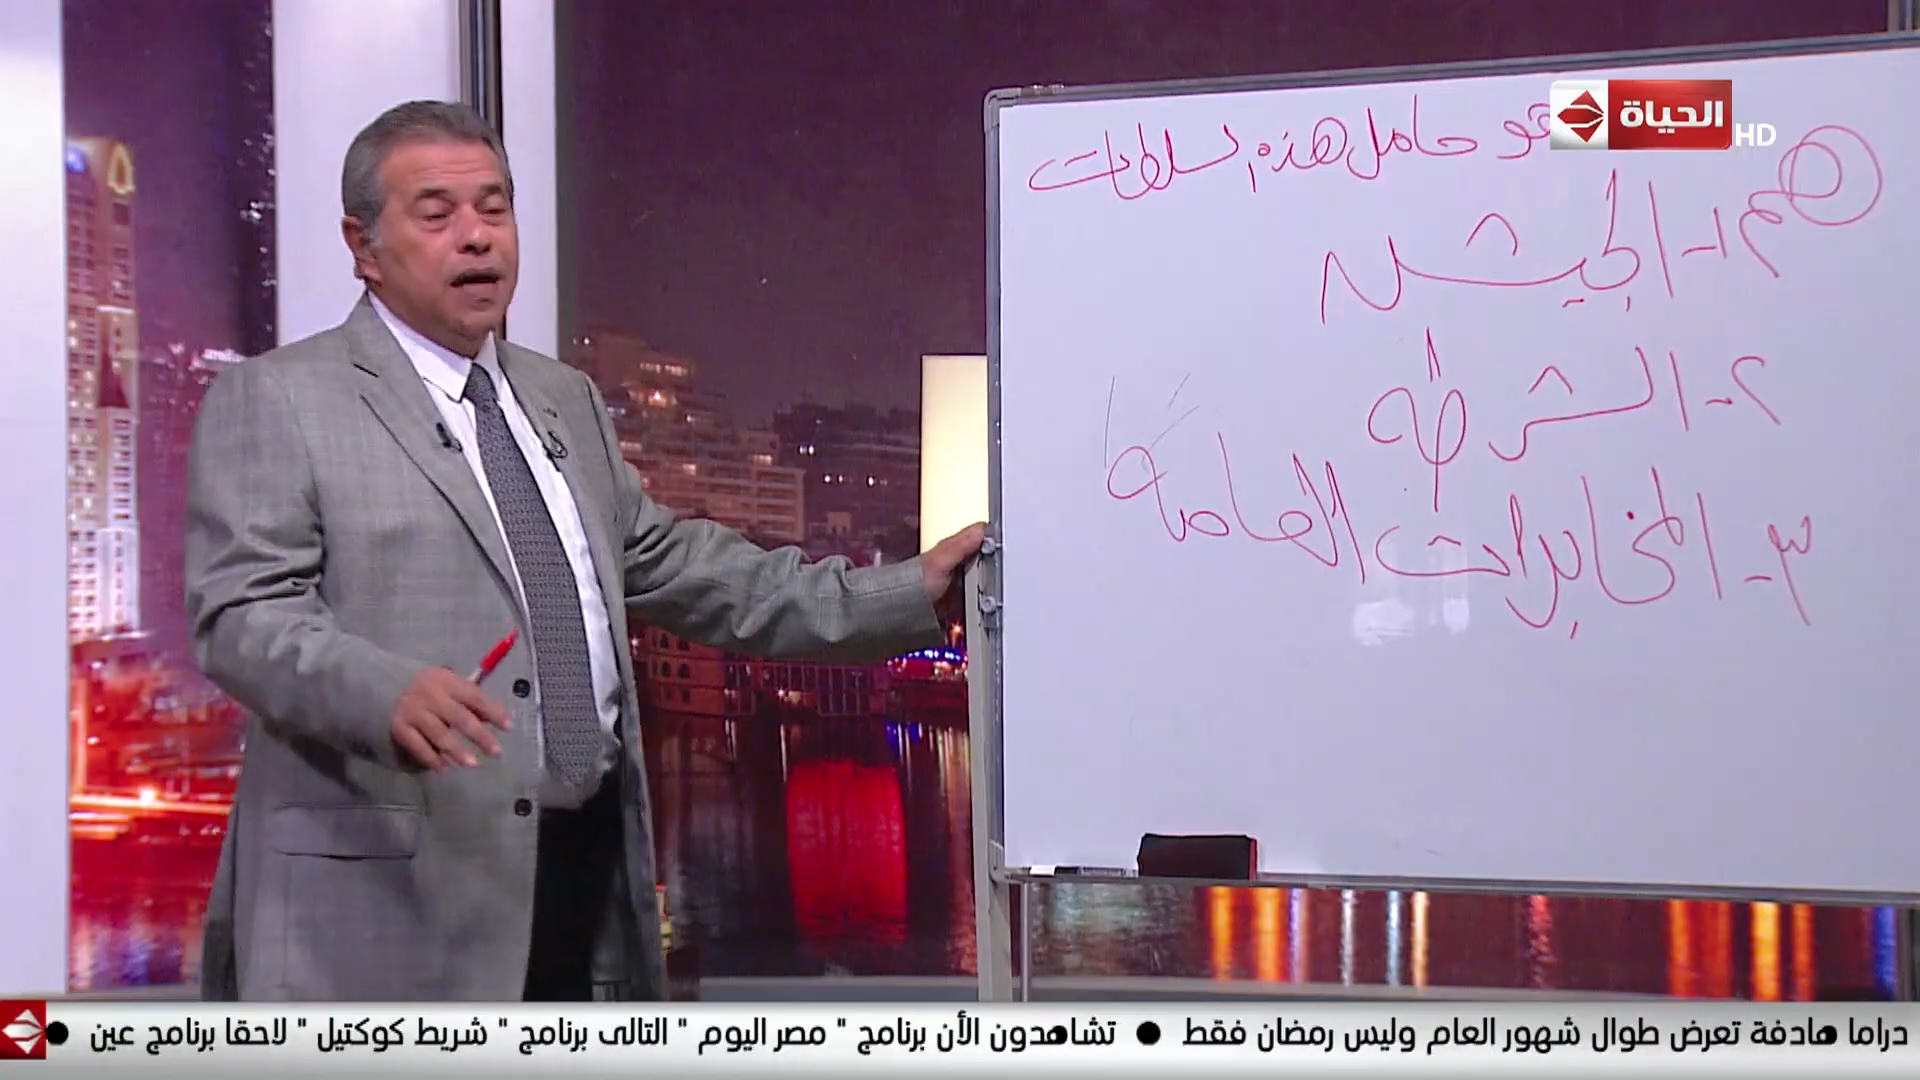 الحياة HD
هو حامل هذه السلطات
هم ١- الجيش
٢- الشرطة
٣- المخابرات العامة
دراما هادفة تعرض طوال شهور العام وليس رمضان فقط ● تشاهدون الأن برنامج " مصر اليوم " التالى برنامج " شريط كوكتيل " لاحقا برنامج عين ●